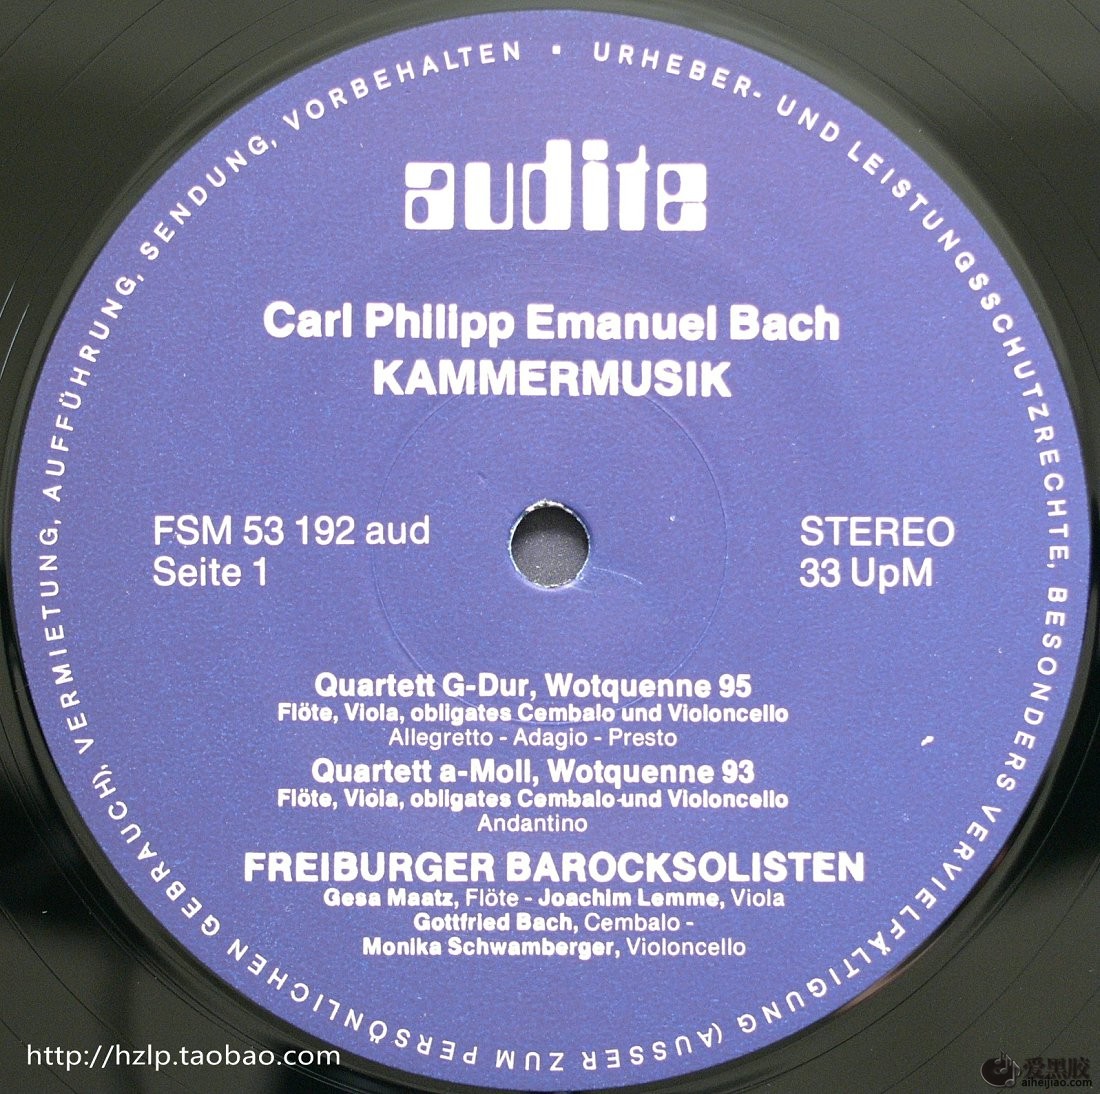 URHEBER- UND LEISTUNGSSCHUTZRECHTE, BESONDERS VERVIELFÄLTIGUNG (AUSSER ZUM PERSÖNLICHEN GEBRAUCH), VERMIETUNG, AUFFÜHRUNG, SENDUNG, VORBEHALTEN ·
audite
Carl Philipp Emanuel Bach
KAMMERMUSIK
FSM 53 192 aud
Seite 1
STEREO
33 UpM
Quartett G-Dur, Wotquenne 95
Flöte, Viola, obligates Cembalo und Violoncello
Allegretto - Adagio - Presto
Quartett a-Moll, Wotquenne 93
Flöte, Viola, obligates Cembalo und Violoncello
Andantino
FREIBURGER BAROCKSOLISTEN
Gesa Maatz, Flöte - Joachim Lemme, Viola
Gottfried Bach, Cembalo -
Monika Schwamberger, Violoncello
http://hzlp.taobao.com
爱黑胶
aiheijiao.com